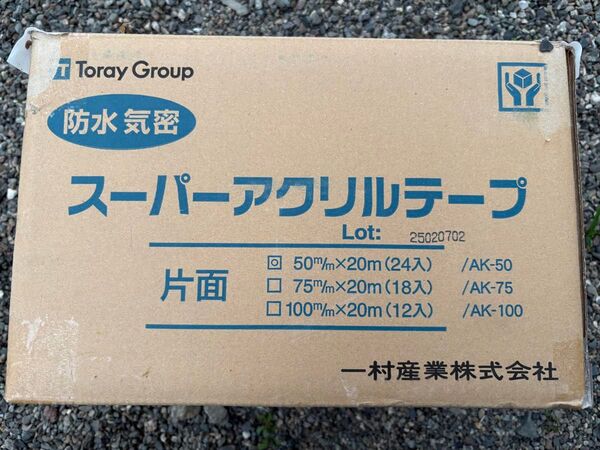 Toray Group
防水 気密
スーパーアクリルテープ
Lot: 25020702
片面
50m/m×20m(24入) /AK-50
75m/m×20m(18入) /AK-75
100m/m×20m(12入) /AK-100
一村産業株式会社